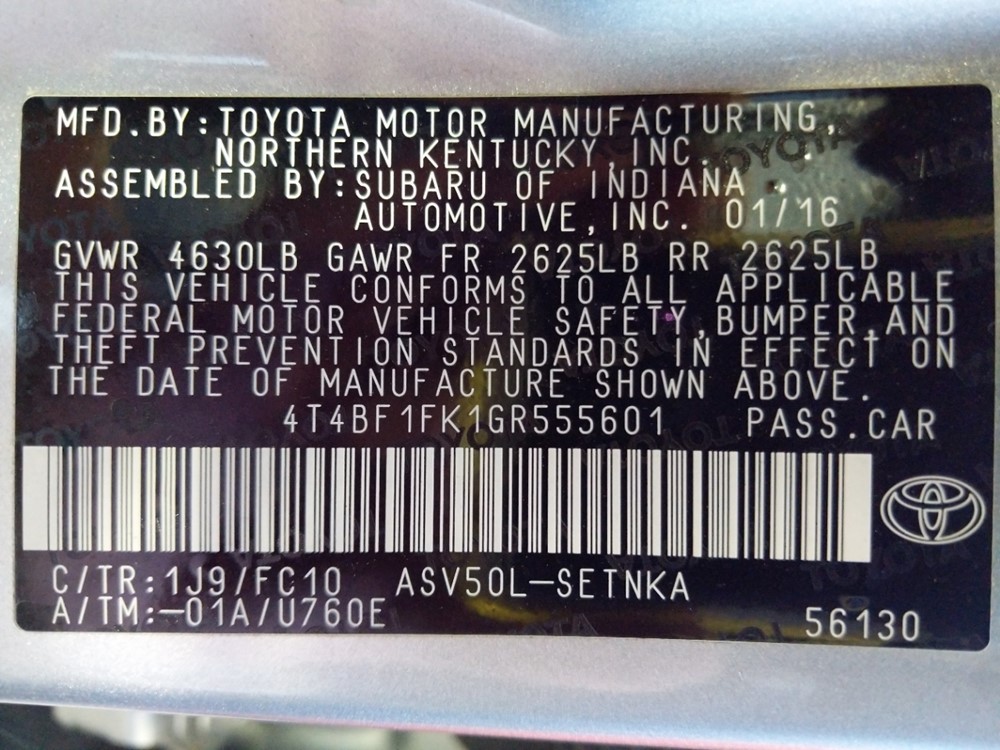 MFD.BY:TOYOTA MOTOR MANUFACTURING,
NORTHERN KENTUCKY,INC.
ASSEMBLED BY:SUBARU OF INDIANA
AUTOMOTIVE,INC. 01/16
GVWR 4630LB GAWR FR 2625LB RR 2625LB
THIS VEHICLE CONFORMS TO ALL APPLICABLE
FEDERAL MOTOR VEHICLE SAFETY,BUMPER,AND
THEFT PREVENTION STANDARDS IN EFFECT ON
THE DATE OF MANUFACTURE SHOWN ABOVE.
4T4BF1FK1GR555601 PASS.CAR
C/TR:1J9/FC10 ASV50L-SETNKA
A/TM:-01A/U760E
56130